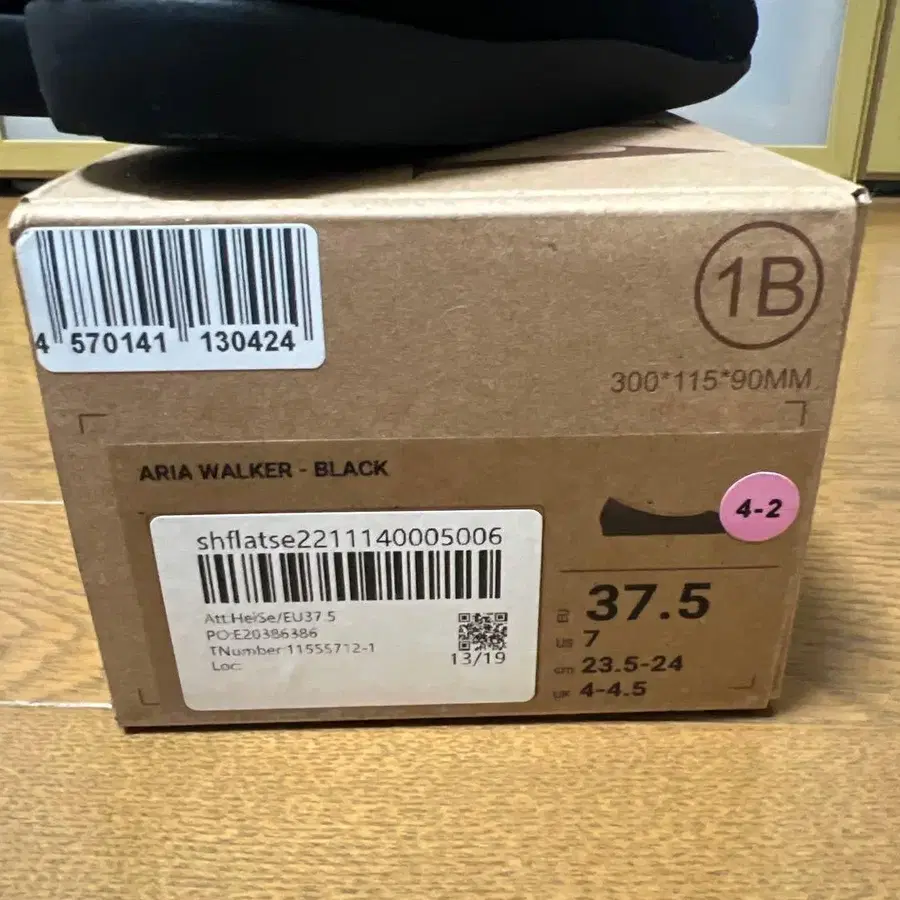 4 570141 130424
1B
300*115*90MM
ARIA WALKER - BLACK
4-2
shflatse2211140005006
Att:HeiSe/EU37.5
PO:E20386386
TNumber:11555712-1
Loc:
13/19
EU 37.5
US 7
cm 23.5-24
UK 4-4.5